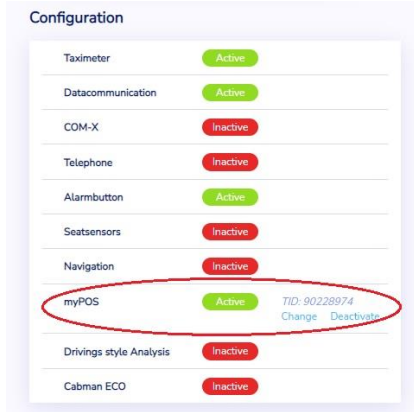 Configuration
Taximeter Active
Datacommunication Active
COM-X Inactive
Telephone Inactive
Alarmbutton Active
Seatsensors Inactive
Navigation Inactive
myPOS Active TID: 90228974
Change Deactivate
Drivings style Analysis Inactive
Cabman ECO Inactive